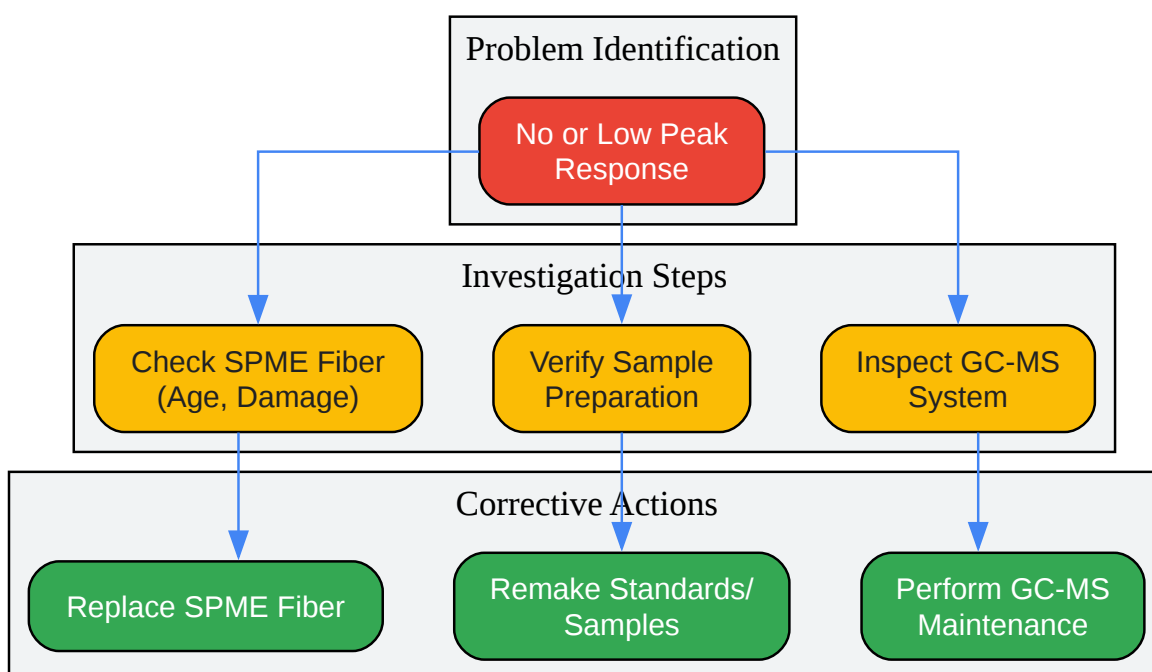 Problem Identification
No or Low Peak
Response
Investigation Steps
Check SPME Fiber
(Age, Damage)
Verify Sample
Preparation
Inspect GC-MS
System
Corrective Actions
Replace SPME Fiber
Remake Standards/
Samples
Perform GC-MS
Maintenance